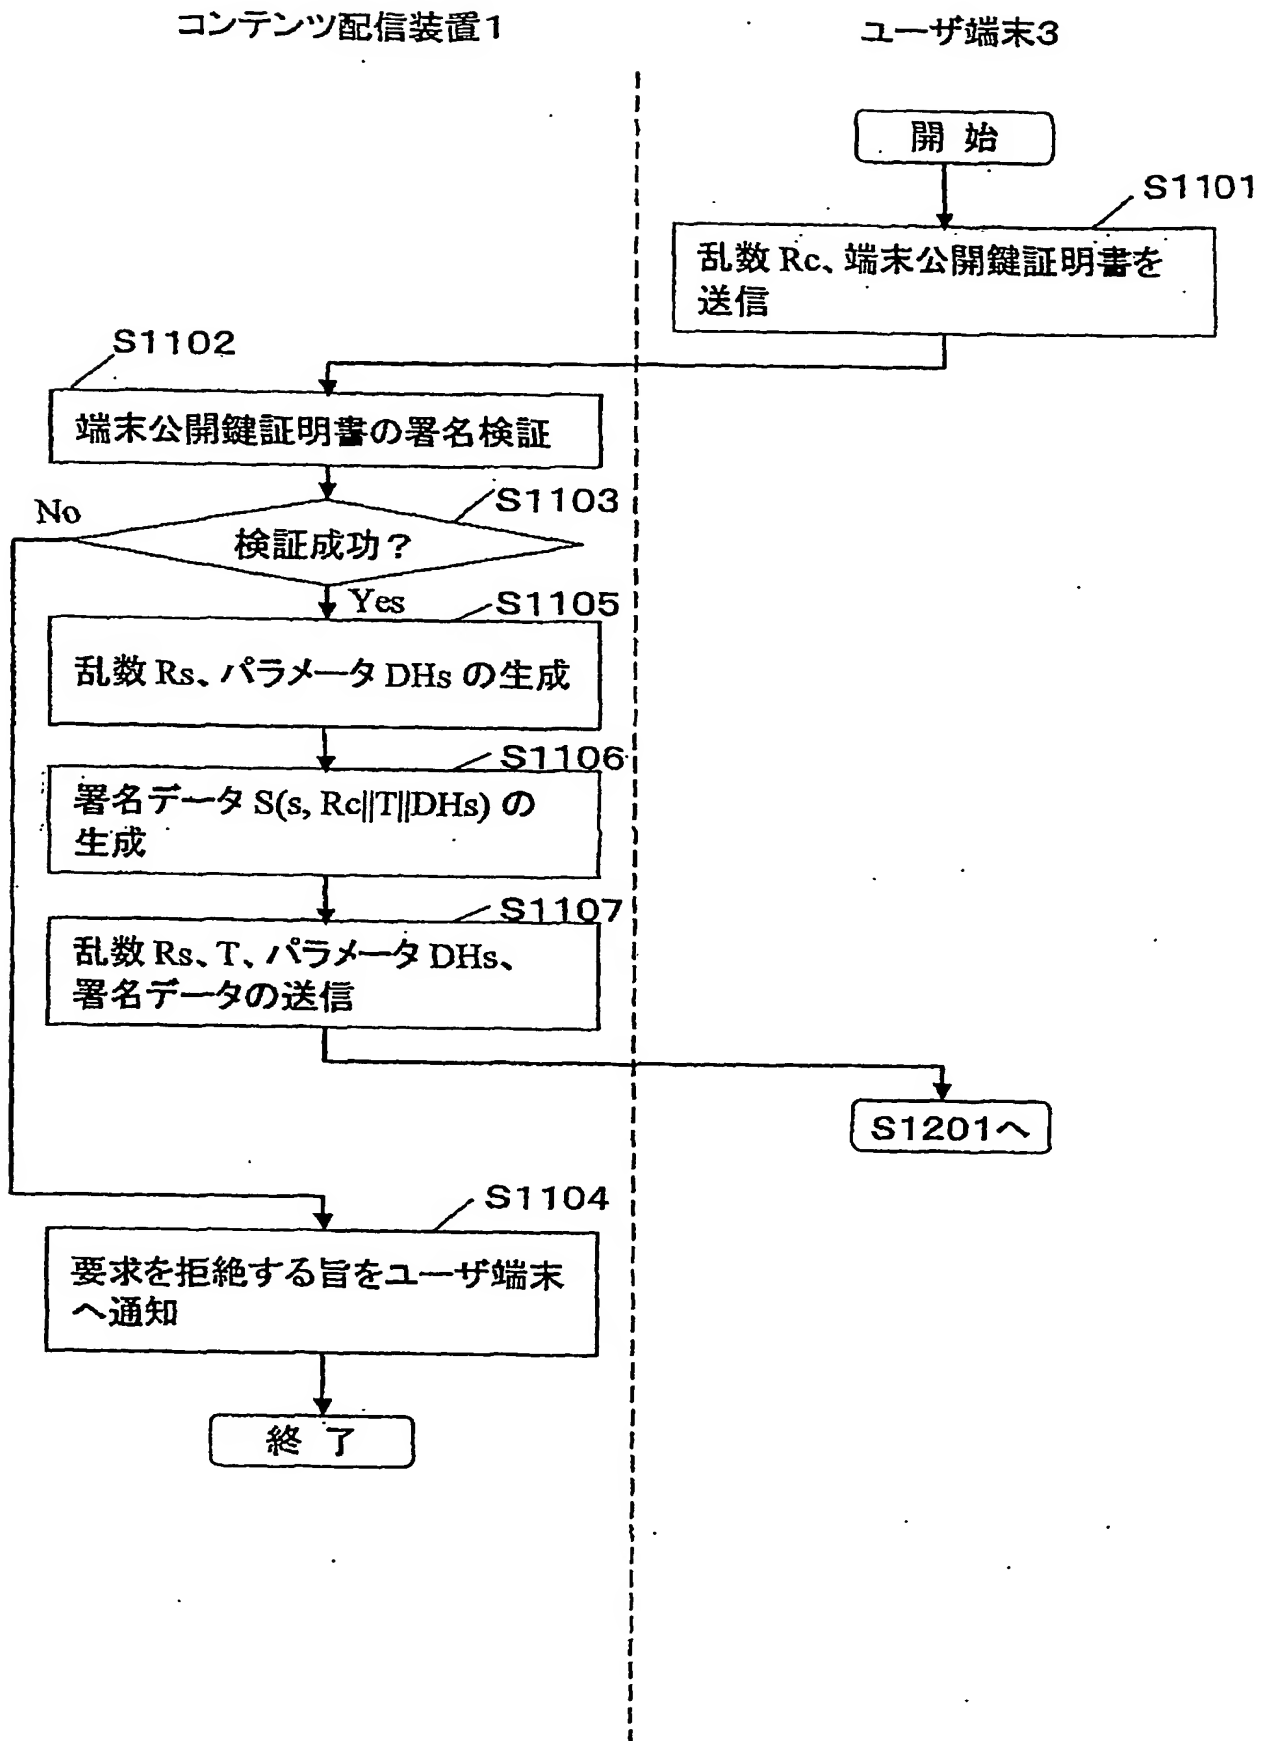 コンテンツ配信装置1
ユーザ端末3
開 始
S1101
乱数 Rc、端末公開鍵証明書を
送信
S1102
端末公開鍵証明書の署名検証
S1103
No
検証成功？
Yes
S1105
乱数 Rs、パラメータ DHs の生成
S1106
署名データ S(s, Rc||T||DHs) の
生成
S1107
乱数 Rs、T、パラメータ DHs、
署名データの送信
S1201へ
S1104
要求を拒絶する旨をユーザ端末
へ通知
終 了